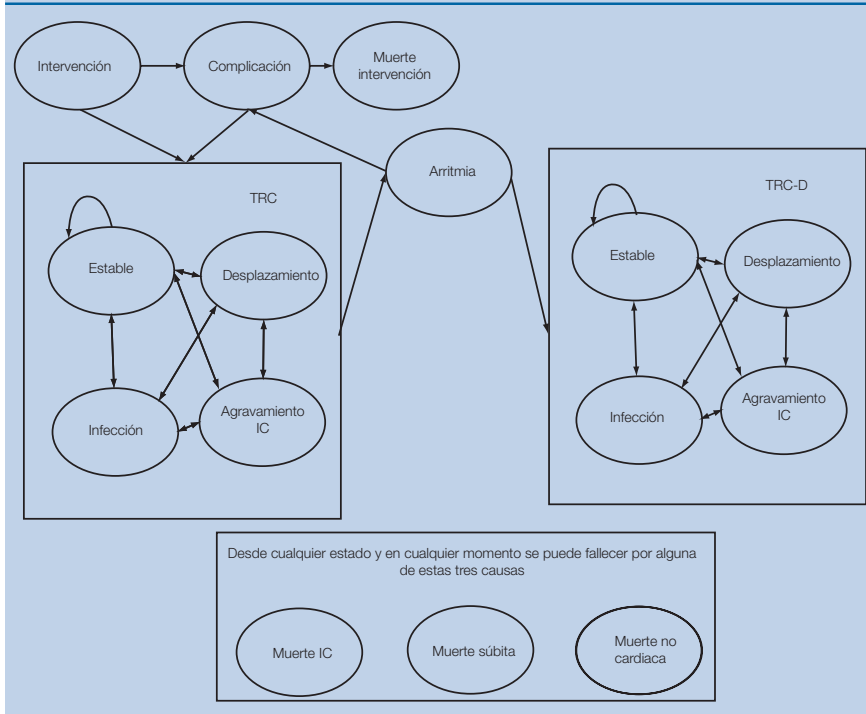 Intervención
Complicación
Muerte
intervención
Arritmia
TRC
Estable
Desplazamiento
Infección
Agravamiento
IC
TRC-D
Estable
Desplazamiento
Infección
Agravamiento
IC
Desde cualquier estado y en cualquier momento se puede fallecer por alguna
de estas tres causas
Muerte IC
Muerte súbita
Muerte no
cardiaca